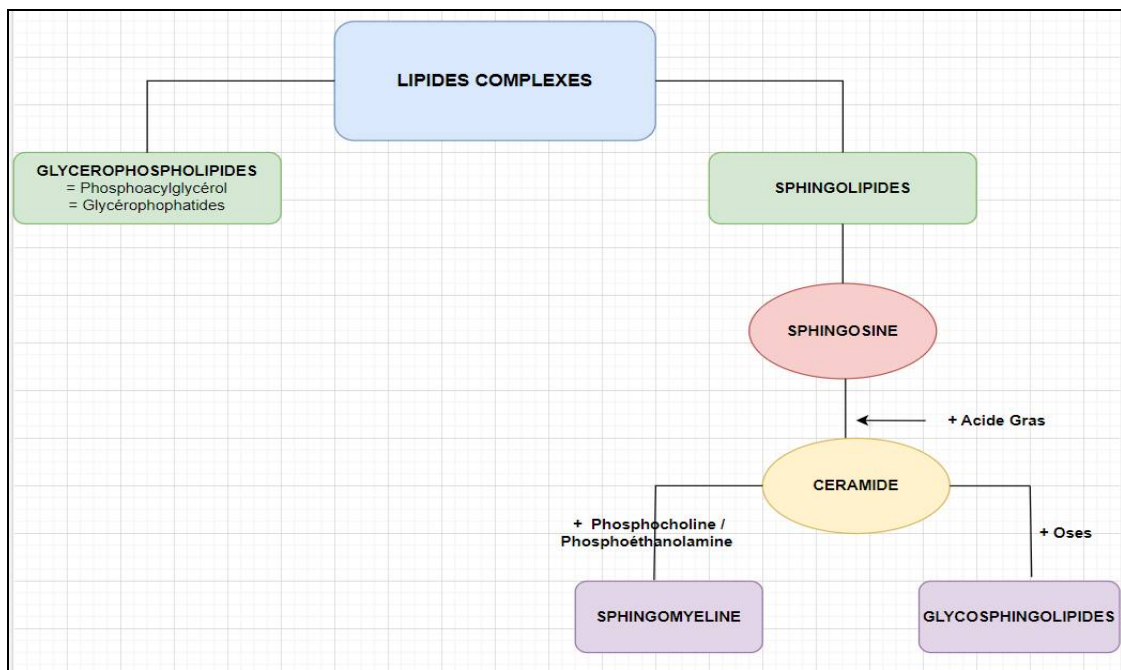 LIPIDES COMPLEXES
GLYCEROPHOSPHOLIPIDES
= Phosphoacylglycérol
= Glycérophophatides
SPHINGOLIPIDES
SPHINGOSINE
+ Acide Gras
CERAMIDE
+ Phosphocholine /
Phosphoéthanolamine
+ Oses
SPHINGOMYELINE
GLYCOSPHINGOLIPIDES